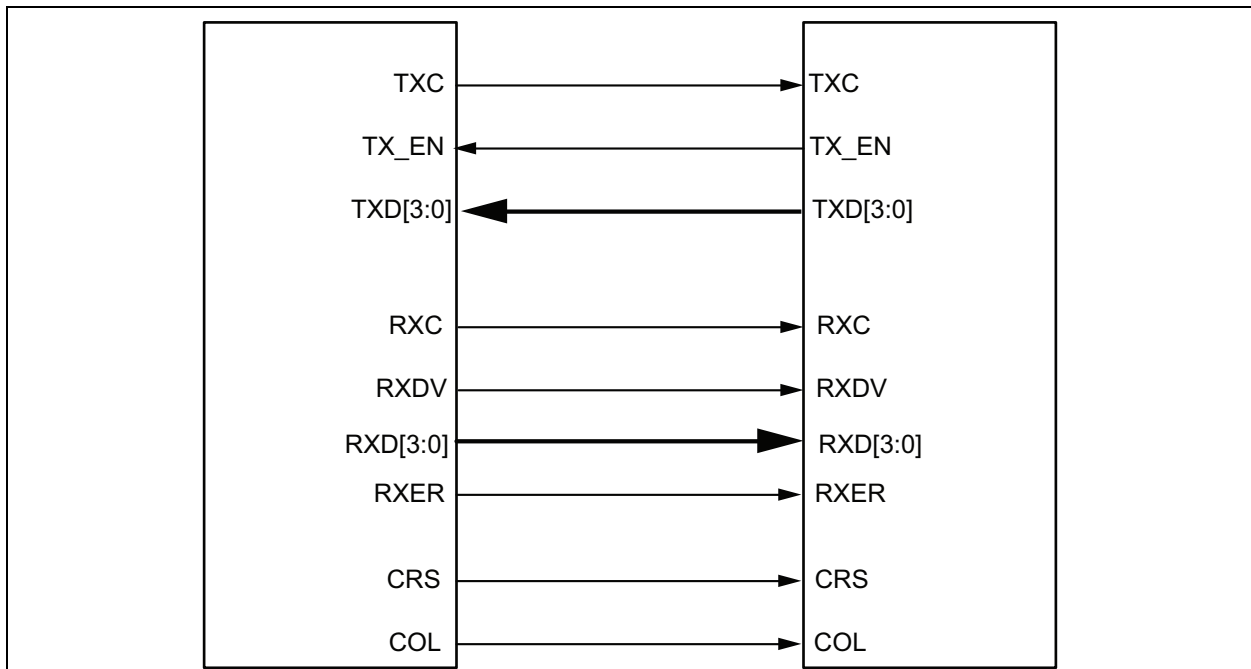 TXC TXC
TX_EN TX_EN
TXD[3:0] TXD[3:0]
RXC RXC
RXDV RXDV
RXD[3:0] RXD[3:0]
RXER RXER
CRS CRS
COL COL